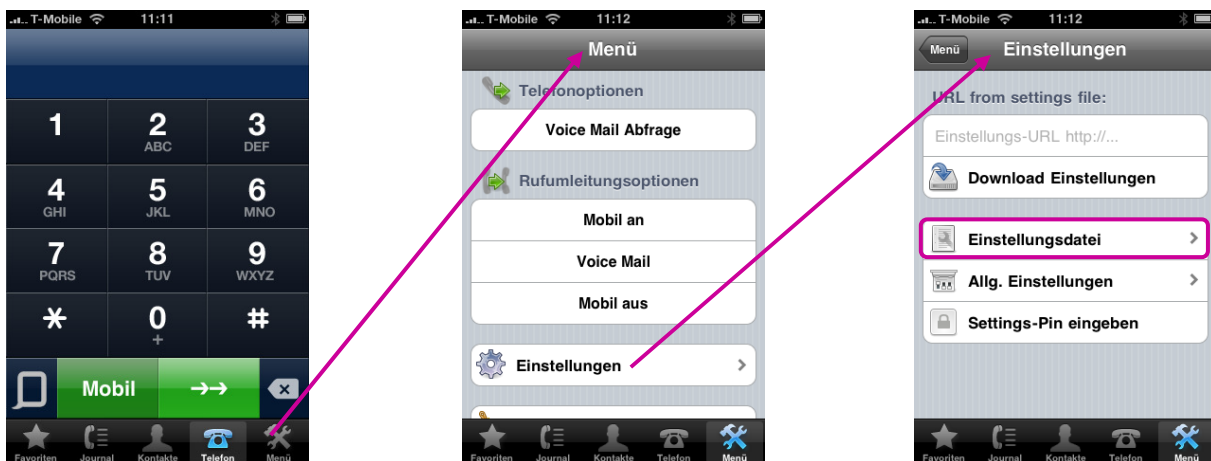 T-Mobile 11:11
1
2
ABC
3
DEF
4
GHI
5
JKL
6
MNO
7
PQRS
8
TUV
9
WXYZ
*
0
+
#
Mobil
Favoriten Journal Kontakte Telefon Menü
T-Mobile 11:12
Menü
Telefonoptionen
Voice Mail Abfrage
Rufumleitungsoptionen
Mobil an
Voice Mail
Mobil aus
Einstellungen
Favoriten Journal Kontakte Telefon Menü
T-Mobile 11:12
Menü Einstellungen
URL from settings file:
Einstellungs-URL http://...
Download Einstellungen
Einstellungsdatei
Allg. Einstellungen
Settings-Pin eingeben
Favoriten Journal Kontakte Telefon Menü